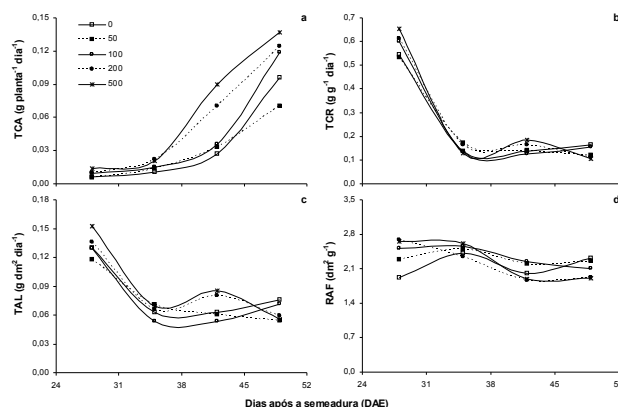 a
0
50
100
200
500
TCA (g planta⁻¹ dia⁻¹)
0,15
0,12
0,09
0,06
0,03
0,00
b
TCR (g g⁻¹ dia⁻¹)
0,7
0,6
0,5
0,4
0,3
0,2
0,1
0,0
c
TAL (g dm² dia⁻¹)
0,18
0,15
0,12
0,09
0,06
0,03
0,00
24 31 38 45 52
d
RAF (dm² g⁻¹)
3,5
2,8
2,1
1,4
0,7
0,0
24 31 38 45 52
Dias após a semeadura (DAE)